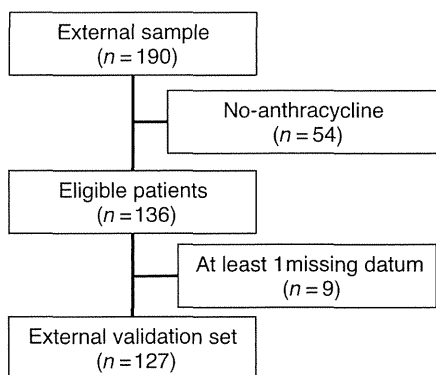 External sample
(n = 190)
No-anthracycline
(n = 54)
Eligible patients
(n = 136)
At least 1 missing datum
(n = 9)
External validation set
(n = 127)